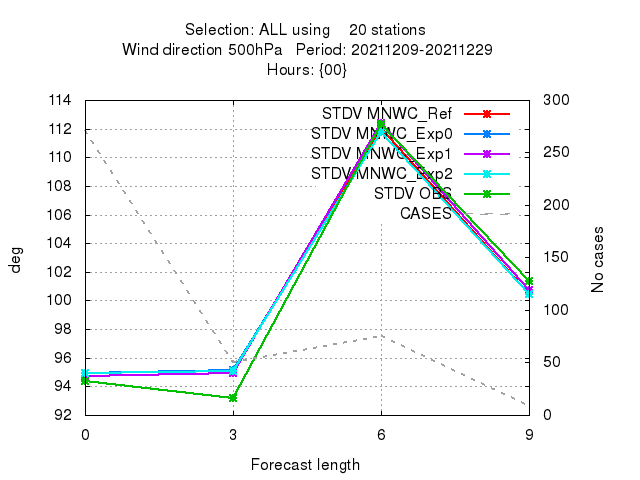 Selection: ALL using    20 stations
Wind direction 500hPa   Period: 20211209-20211229
Hours: {00}
114
112
110
108
106
104
102
100
98
96
94
92
deg
300
250
200
150
100
50
0
No cases
STDV MNWC_Ref
STDV MNWC_Exp0
STDV MNWC_Exp1
STDV MNWC_Exp2
STDV OBS
CASES
0
3
6
9
Forecast length